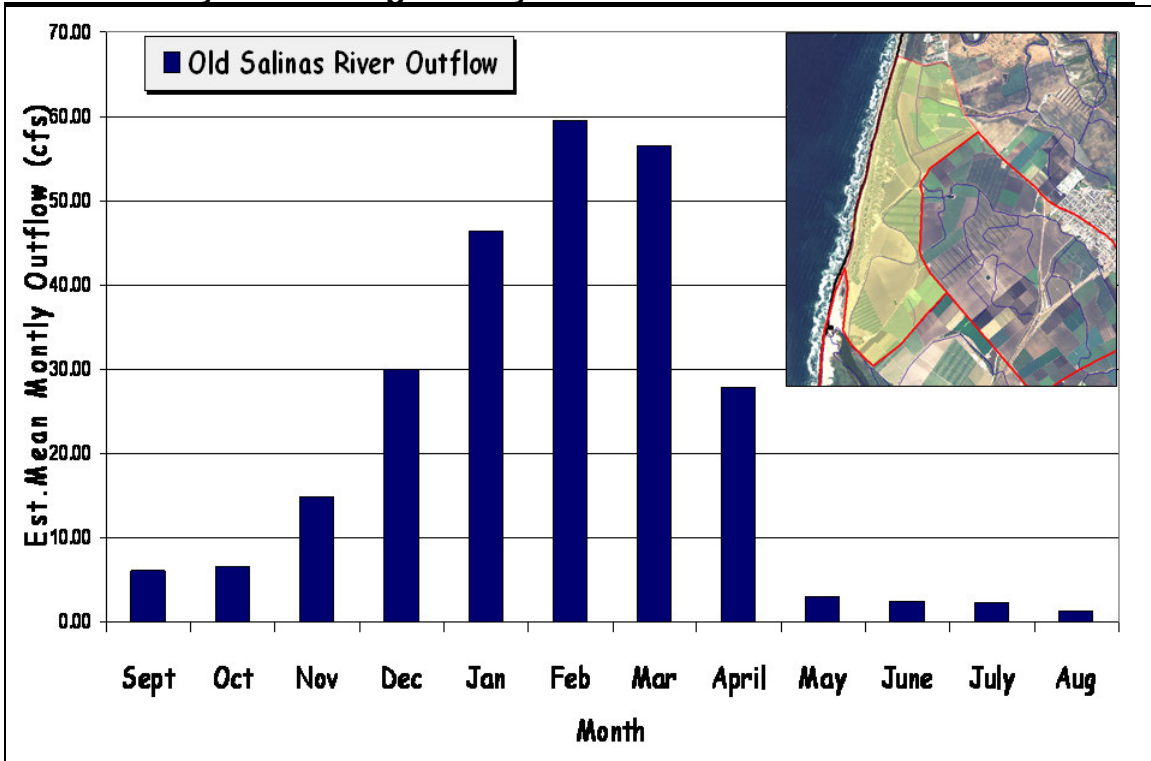 70.00
60.00
50.00
40.00
30.00
20.00
10.00
0.00
Est.Mean Montly Outflow (cfs)
Old Salinas River Outflow
Sept Oct Nov Dec Jan Feb Mar April May June July Aug
Month